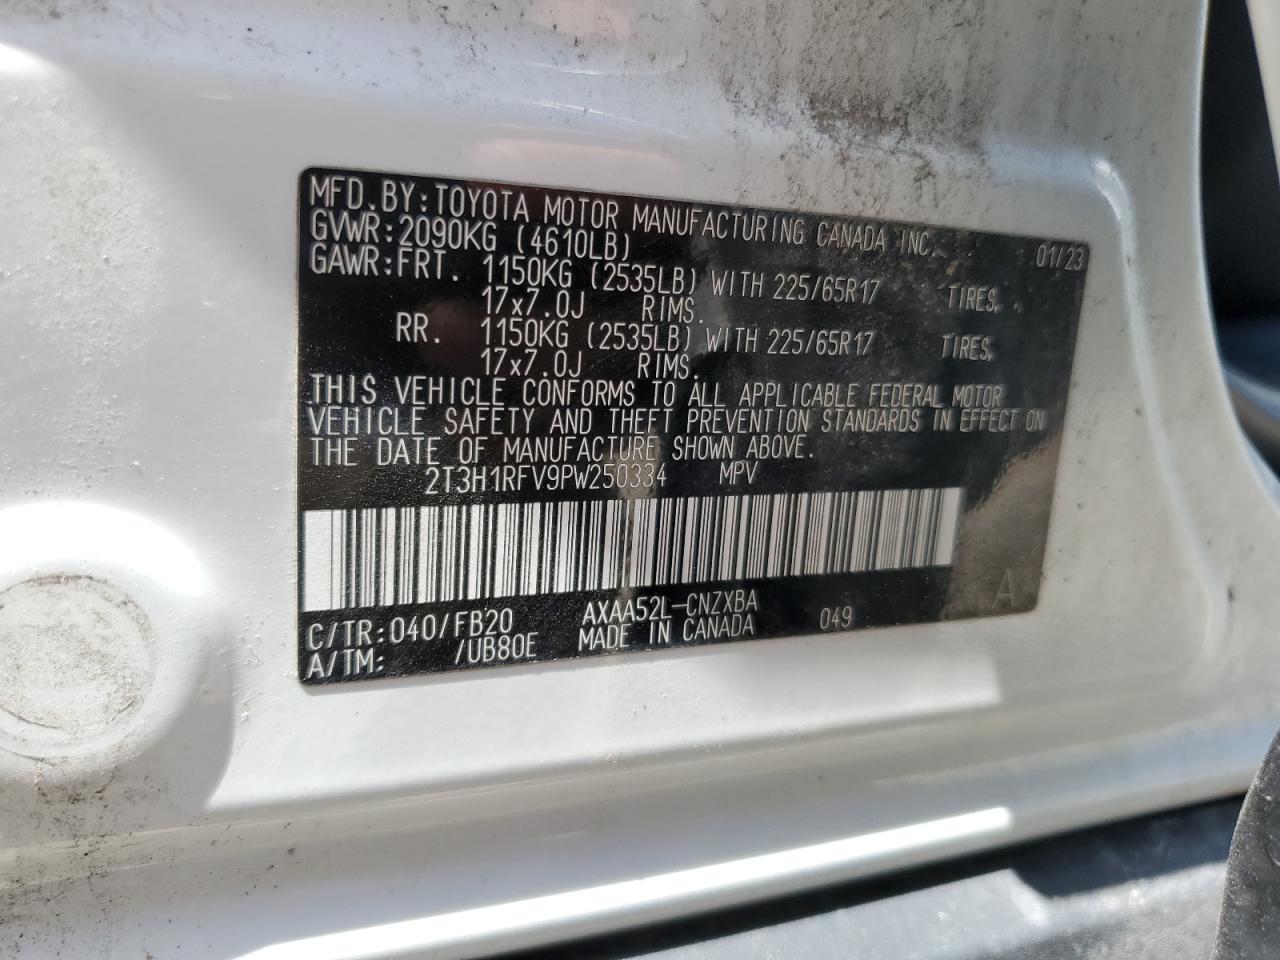 MFD.BY:TOYOTA MOTOR MANUFACTURING CANADA INC. 01/23
GVWR:2090KG (4610LB)
GAWR:FRT. 1150KG (2535LB) WITH 225/65R17 TIRES,
17x7.0J RIMS.
RR. 1150KG (2535LB) WITH 225/65R17 TIRES,
17x7.0J RIMS.
THIS VEHICLE CONFORMS TO ALL APPLICABLE FEDERAL MOTOR
VEHICLE SAFETY AND THEFT PREVENTION STANDARDS IN EFFECT ON
THE DATE OF MANUFACTURE SHOWN ABOVE.
2T3H1RFV9PW250334 MPV
C/TR:040/FB20 AXAA52L-CNZXBA 049 A
A/TM: /UB80E MADE IN CANADA